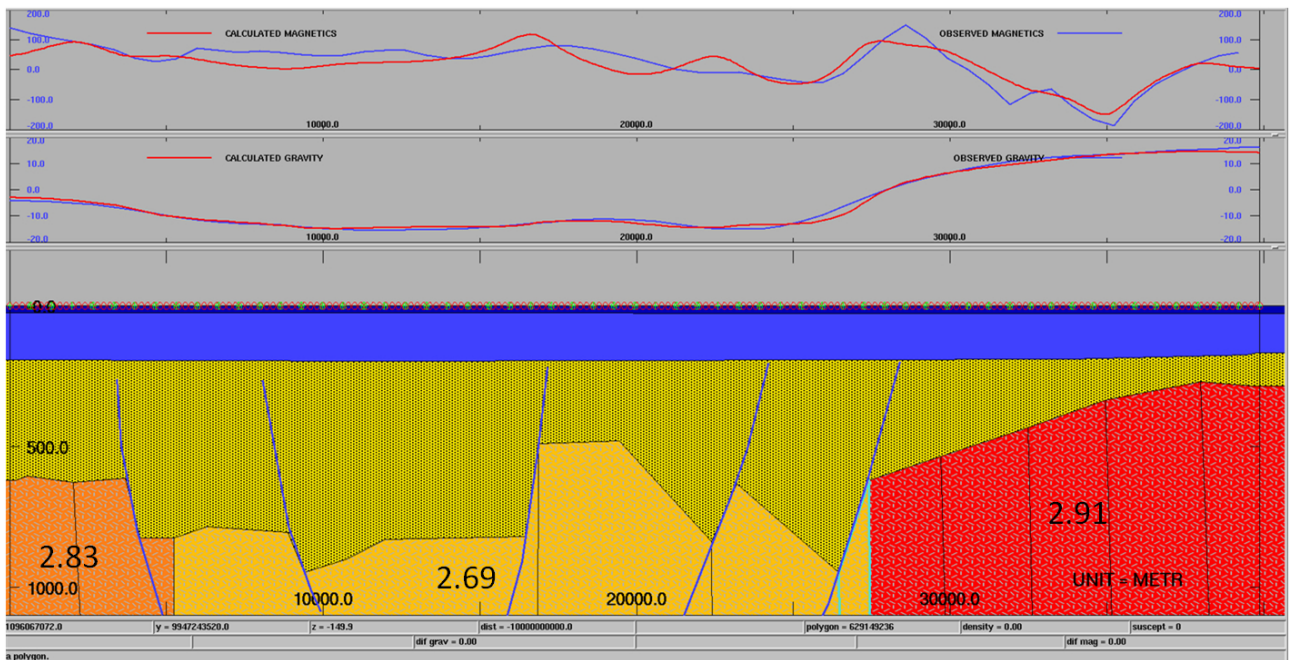 200.0 CALCULATED MAGNETICS OBSERVED MAGNETICS 200.0
100.0 100.0
0.0 0.0
-100.0 -100.0
-200.0 10000.0 20000.0 30000.0 -200.0
20.0 20.0
10.0 CALCULATED GRAVITY OBSERVED GRAVITY 10.0
0.0 0.0
-10.0 -10.0
-20.0 10000.0 20000.0 30000.0 -20.0
0.0
500.0
2.91
2.83
2.69
1000.0 UNIT = METR
10000.0 20000.0 30000.0
1096067072.0 y = 9947243520.0 z = -149.9 dist = -10000000000.0 polygon = 629149236 density = 0.00 suscept = 0
dif grav = 0.00 dif mag = 0.00
a polygon.